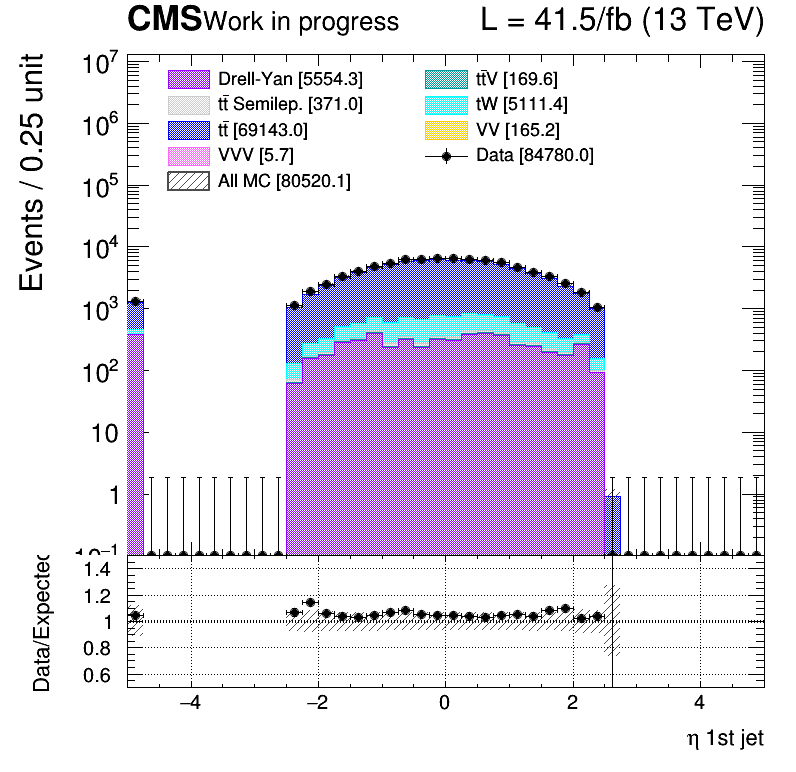 CMS Work in progress L = 41.5/fb (13 TeV)
Events / 0.25 unit
10⁷
10⁶
10⁵
10⁴
10³
10²
10
1
10⁻¹
Drell-Yan [5554.3]
tt̄ Semilep. [371.0]
tt̄ [69143.0]
VVV [5.7]
All MC [80520.1]
tt̄V [169.6]
tW [5111.4]
VV [165.2]
Data [84780.0]
Data/Expected
1.4
1.2
1
0.8
0.6
−4 −2 0 2 4
η 1st jet